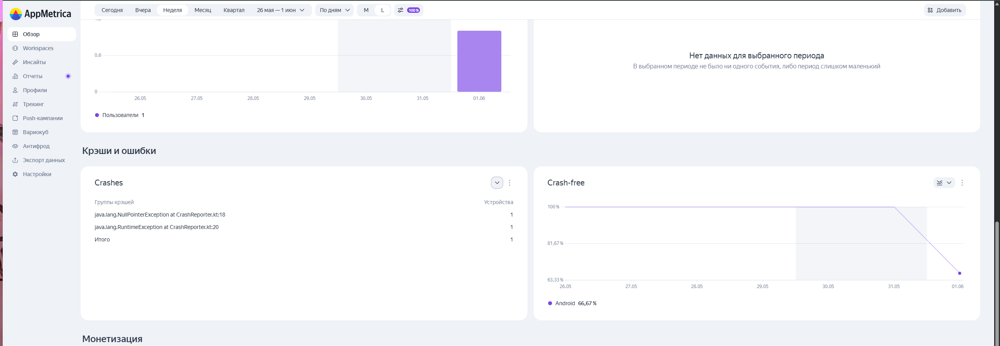 AppMetrica
Сегодня Вчера Неделя Месяц Квартал 26 мая — 1 июн По дням M L 100 % Добавить
Обзор
Workspaces
Инсайты
Отчеты
Профили
Трекинг
Push-кампании
Вариокуб
Антифрод
Экспорт данных
Настройки
0,6
0
26.05 27.05 28.05 29.05 30.05 31.05 01.06
Пользователи 1
Нет данных для выбранного периода
В выбранном периоде не было ни одного события, либо период слишком маленький
Крэши и ошибки
Crashes
Группы крэшей Устройства
java.lang.NullPointerException at CrashReporter.kt:18 1
java.lang.RuntimeException at CrashReporter.kt:20 1
Итого 1
Crash-free
100 %
81,67 %
63,33 %
26.05 27.05 28.05 29.05 30.05 31.05 01.06
Android 66,67 %
Монетизация